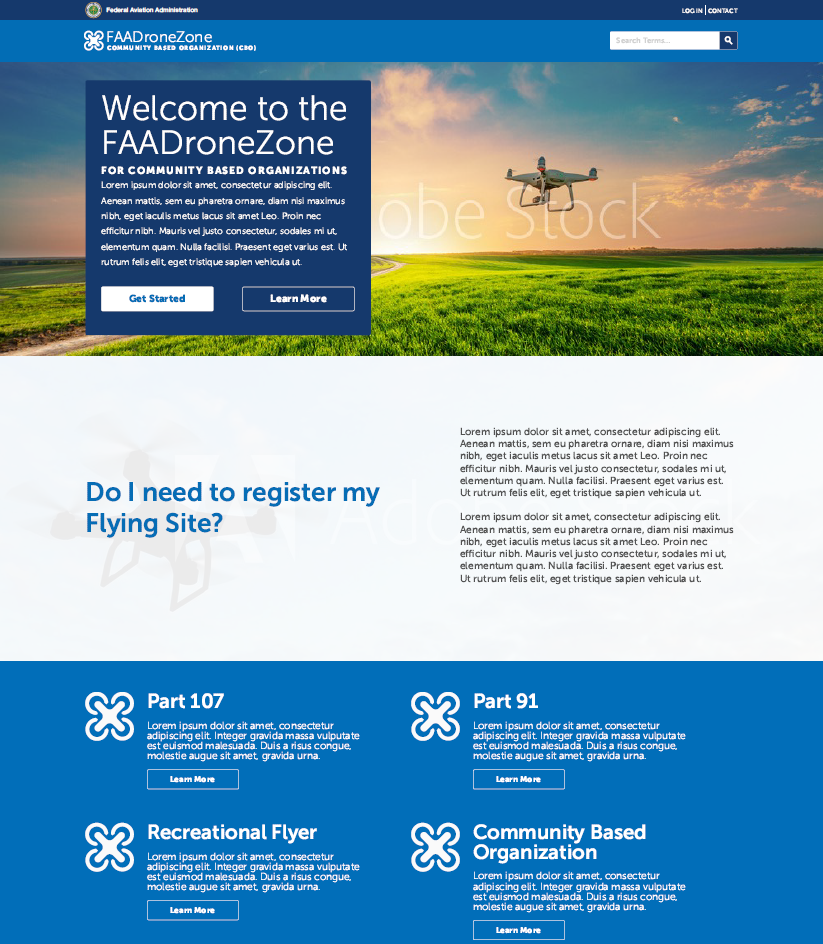 Federal Aviation Administration
LOG IN | CONTACT
FAADroneZone
COMMUNITY BASED ORGANIZATION (CBO)
Search Terms...
Welcome to the
FAADroneZone
FOR COMMUNITY BASED ORGANIZATIONS
Lorem ipsum dolor sit amet, consectetur adipiscing elit.
Aenean mattis, sem eu pharetra ornare, diam nisi maximus
nibh, eget iaculis metus lacus sit amet Leo. Proin nec
efficitur nibh. Mauris vel justo consectetur, sodales mi ut,
elementum quam. Nulla facilisi. Praesent eget varius est. Ut
rutrum felis elit, eget tristique sapien vehicula ut.
Get Started
Learn More
obe Stock
Do I need to register my
Flying Site?
Lorem ipsum dolor sit amet, consectetur adipiscing elit.
Aenean mattis, sem eu pharetra ornare, diam nisi maximus
nibh, eget iaculis metus lacus sit amet Leo. Proin nec
efficitur nibh. Mauris vel justo consectetur, sodales mi ut,
elementum quam. Nulla facilisi. Praesent eget varius est.
Ut rutrum felis elit, eget tristique sapien vehicula ut.
Lorem ipsum dolor sit amet, consectetur adipiscing elit.
Aenean mattis, sem eu pharetra ornare, diam nisi maximus
nibh, eget iaculis metus lacus sit amet Leo. Proin nec
efficitur nibh. Mauris vel justo consectetur, sodales mi ut,
elementum quam. Nulla facilisi. Praesent eget varius est.
Ut rutrum felis elit, eget tristique sapien vehicula ut.
Part 107
Lorem ipsum dolor sit amet, consectetur
adipiscing elit. Integer gravida massa vulputate
est euismod malesuada. Duis a risus congue,
molestie augue sit amet, gravida urna.
Learn More
Part 91
Lorem ipsum dolor sit amet, consectetur
adipiscing elit. Integer gravida massa vulputate
est euismod malesuada. Duis a risus congue,
molestie augue sit amet, gravida urna.
Learn More
Recreational Flyer
Lorem ipsum dolor sit amet, consectetur
adipiscing elit. Integer gravida massa vulputate
est euismod malesuada. Duis a risus congue,
molestie augue sit amet, gravida urna.
Learn More
Community Based
Organization
Lorem ipsum dolor sit amet, consectetur
adipiscing elit. Integer gravida massa vulputate
est euismod malesuada. Duis a risus congue,
molestie augue sit amet, gravida urna.
Learn More